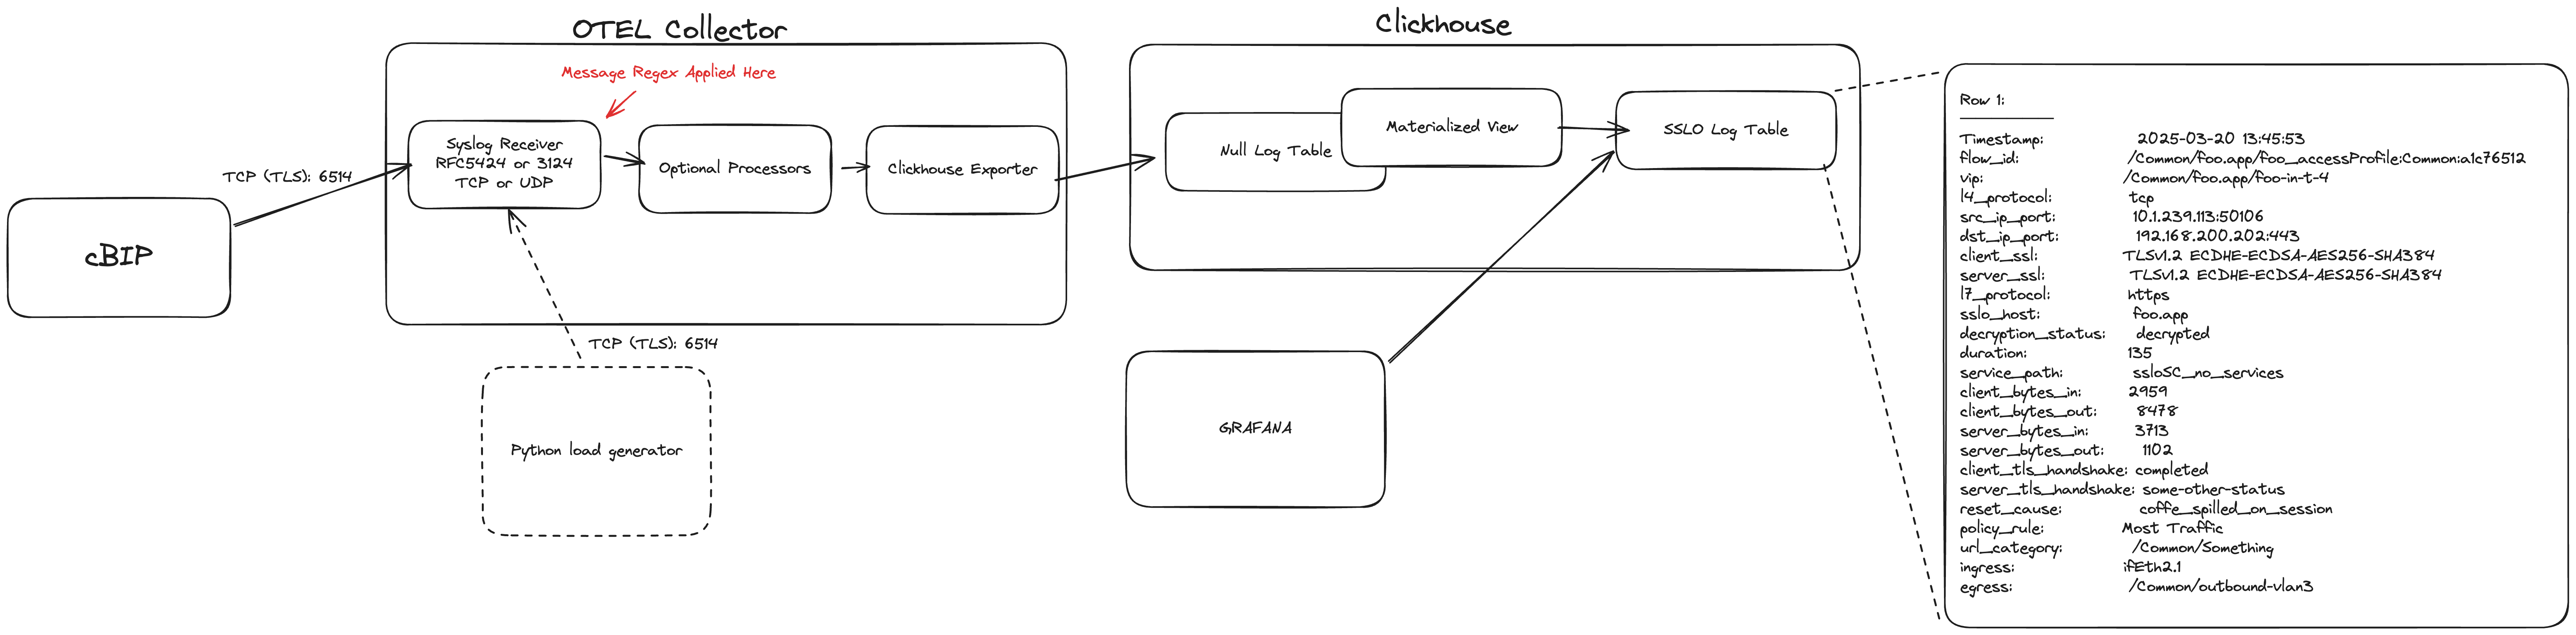 OTEL Collector
Clickhouse
Message Regex Applied Here
Syslog Receiver
RFC5424 or 3124
TCP or UDP
Optional Processors
Clickhouse Exporter
Null Log Table
Materialized View
SSLO Log Table
TCP (TLS): 6514
cBIP
TCP (TLS): 6514
Python load generator
GRAFANA
Row 1:
Timestamp: 2025-03-20 13:45:53
flow_id: /Common/foo.app/foo_accessProfile:Common:a1c76512
vip: /Common/foo.app/foo-in-t-4
l4_protocol: tcp
src_ip_port: 10.1.239.113:50106
dst_ip_port: 192.168.200.202:443
client_ssl: TLSv1.2 ECDHE-ECDSA-AES256-SHA384
server_ssl: TLSv1.2 ECDHE-ECDSA-AES256-SHA384
l7_protocol: https
sslo_host: foo.app
decryption_status: decrypted
duration: 135
service_path: ssloSC_no_services
client_bytes_in: 2959
client_bytes_out: 8478
server_bytes_in: 3713
server_bytes_out: 1102
client_tls_handshake: completed
server_tls_handshake: some-other-status
reset_cause: coffe_spilled_on_session
policy_rule: Most Traffic
url_category: /Common/Something
ingress: ifEth2.1
egress: /Common/outbound-vlan3